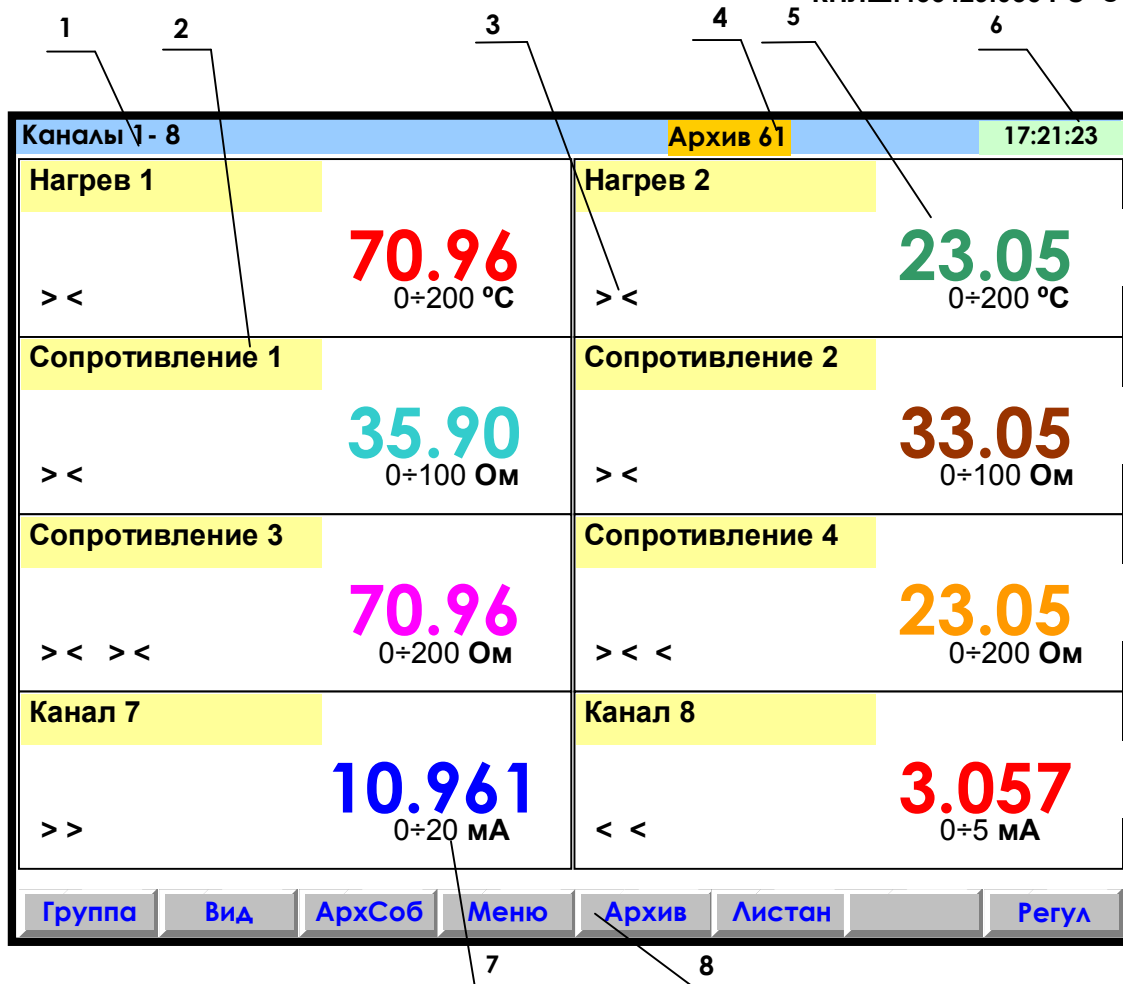 1 2 3 4 5 6
Каналы 1- 8 Архив 61 17:21:23
Нагрев 1 Нагрев 2
70.96 23.05
> < 0÷200 ºC > < 0÷200 ºC
Сопротивление 1 Сопротивление 2
35.90 33.05
> < 0÷100 Ом > < 0÷100 Ом
Сопротивление 3 Сопротивление 4
70.96 23.05
> < > < 0÷200 Ом > < < 0÷200 Ом
Канал 7 Канал 8
10.961 3.057
> > 0÷20 мА < < 0÷5 мА
Группа Вид АрхСоб Меню Архив Листан Регул
7 8